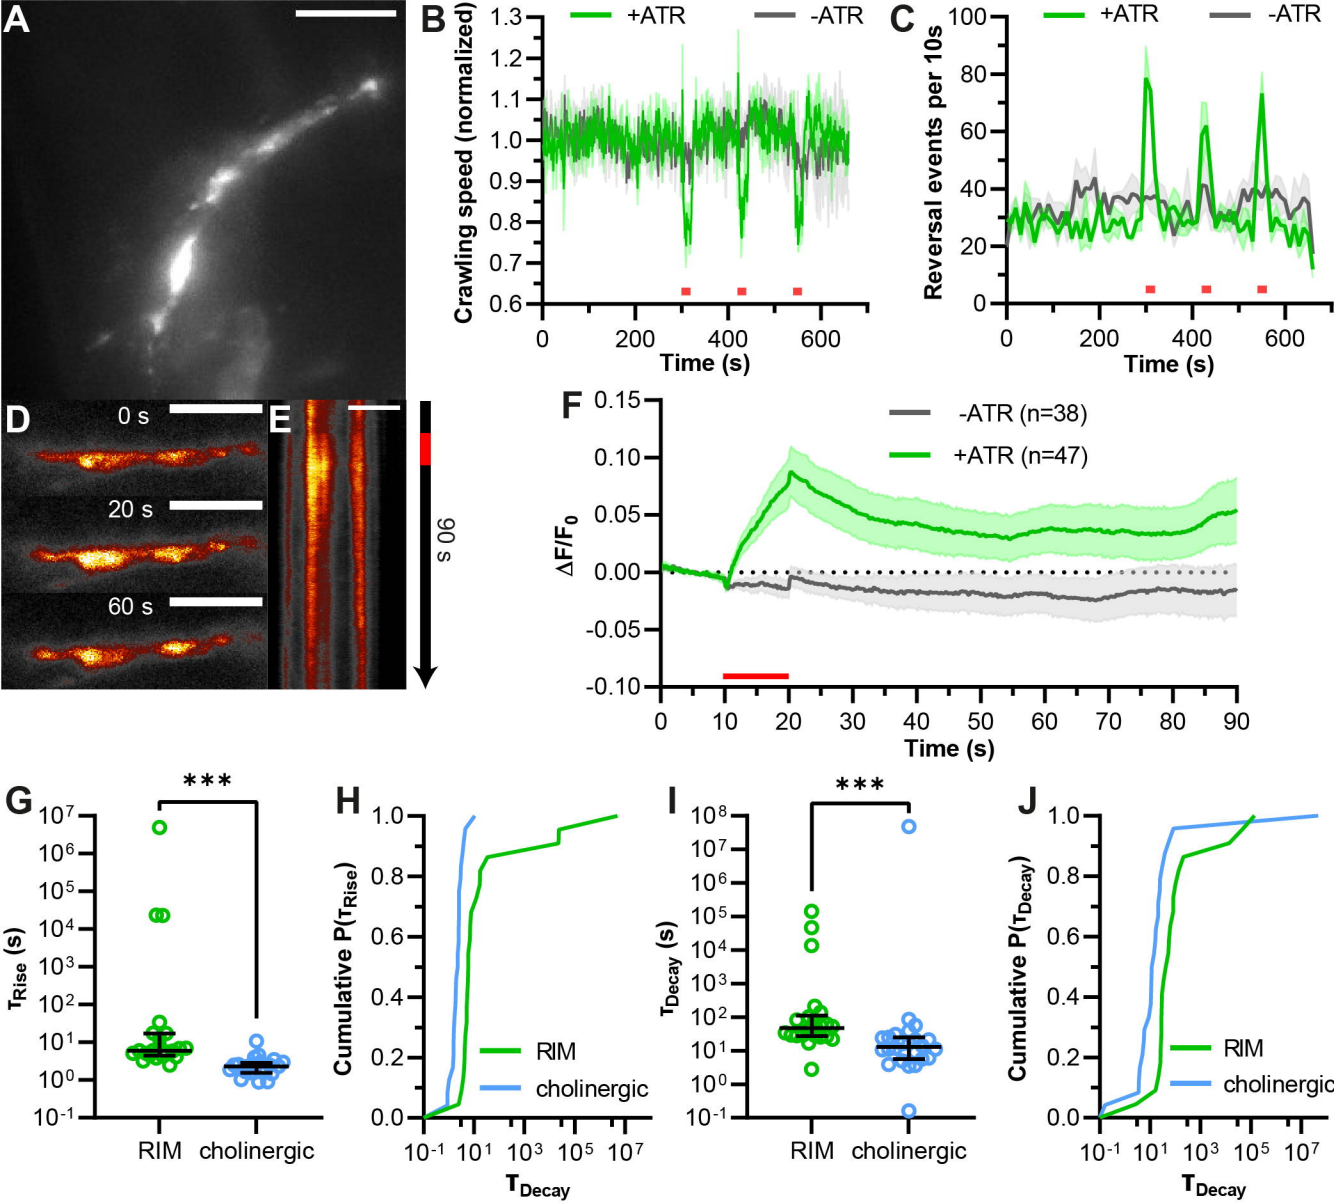 A
B
+ATR
-ATR
Crawling speed (normalized)
1.3
1.2
1.1
1.0
0.9
0.8
0.7
0.6
0
200
400
600
Time (s)
C
+ATR
-ATR
Reversal events per 10s
100
80
60
40
20
0
0
200
400
600
Time (s)
D
0 s
20 s
60 s
E
90 s
F
-ATR (n=38)
+ATR (n=47)
ΔF/F0
0.15
0.10
0.05
0.00
-0.05
-0.10
0
10
20
30
40
50
60
70
80
90
Time (s)
G
***
τRise (s)
10^7
10^6
10^5
10^4
10^3
10^2
10^1
10^0
10^-1
RIM
cholinergic
H
Cumulative P(τRise)
1.0
0.8
0.6
0.4
0.2
0.0
RIM
cholinergic
10^-1
10^1
10^3
10^5
10^7
τDecay
I
***
τDecay (s)
10^8
10^7
10^6
10^5
10^4
10^3
10^2
10^1
10^0
10^-1
RIM
cholinergic
J
Cumulative P(τDecay)
1.0
0.8
0.6
0.4
0.2
0.0
RIM
cholinergic
10^-1
10^1
10^3
10^5
10^7
τDecay